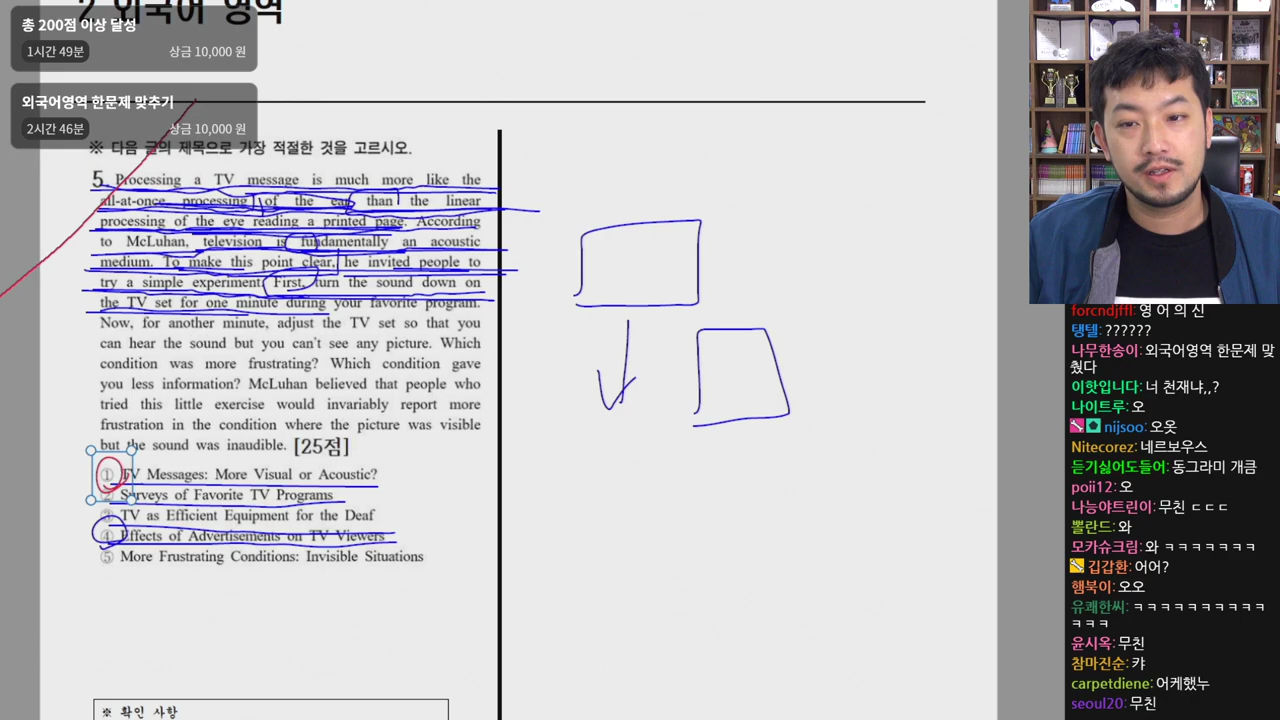 2 외국어 영역
총 200점 이상 달성
1시간 49분 상금 10,000 원
외국어영역 한문제 맞추기
2시간 46분 상금 10,000 원
※ 다음 글의 제목으로 가장 적절한 것을 고르시오.
5. Processing a TV message is much more like the
all-at-once processing of the ear than the linear
processing of the eye reading a printed page. According
to McLuhan, television is fundamentally an acoustic
medium. To make this point clear, he invited people to
try a simple experiment. First, turn the sound down on
the TV set for one minute during your favorite program.
Now, for another minute, adjust the TV set so that you
can hear the sound but you can't see any picture. Which
condition was more frustrating? Which condition gave
you less information? McLuhan believed that people who
tried this little exercise would invariably report more
frustration in the condition where the picture was visible
but the sound was inaudible. [25점]
① TV Messages: More Visual or Acoustic?
② Surveys of Favorite TV Programs
③ TV as Efficient Equipment for the Deaf
④ Effects of Advertisements on TV Viewers
⑤ More Frustrating Conditions: Invisible Situations
※ 확인 사항
forcndjffl: 영 어 의 신
탱텔: ??????
나무한송이: 외국어영역 한문제 맞
췄다
이핫입니다: 너 천재냐,,?
나이트루: 오
nijsoo: 오옷
Nitecorez: 네르보우스
듣기싫어도들어: 동그라미 개큼
poii12: 오
나능야트린이: 무친 ㄷㄷㄷ
뽈란드: 와
모카슈크림: 와 ㅋㅋㅋㅋㅋㅋㅋ
김갑환: 어어?
햄북이: 오오
유쾌한씨: ㅋㅋㅋㅋㅋㅋㅋㅋㅋㅋ
ㅋㅋㅋ
윤시옥: 무친
참마진순: 캬
carpetdiene: 어케했누
seoul20: 무친